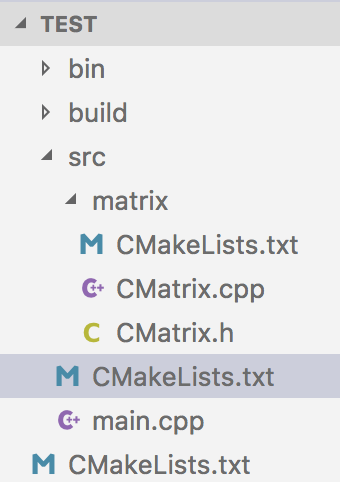 TEST
bin
build
src
matrix
M CMakeLists.txt
C++ CMatrix.cpp
C CMatrix.h
M CMakeLists.txt
C++ main.cpp
M CMakeLists.txt